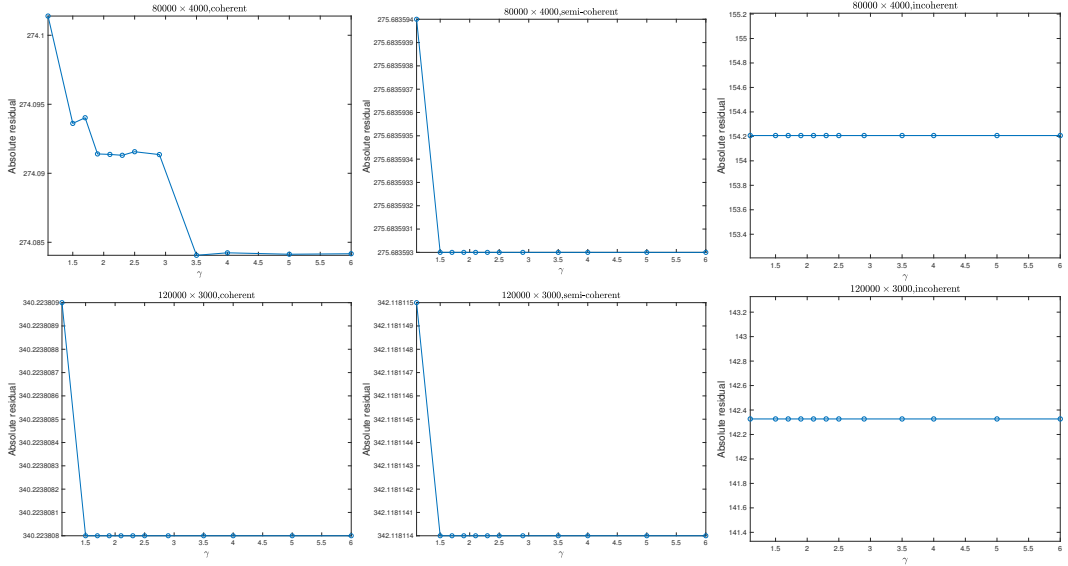 80000 × 4000,coherent
274.1
274.095
274.09
274.085
Absolute residual
1.5 2 2.5 3 3.5 4 4.5 5 5.5 6
γ
80000 × 4000,semi-coherent
275.683594
275.6835939
275.6835938
275.6835937
275.6835936
275.6835935
275.6835934
275.6835933
275.6835932
275.6835931
275.683593
Absolute residual
1.5 2 2.5 3 3.5 4 4.5 5 5.5 6
γ
80000 × 4000,incoherent
155.2
155
154.8
154.6
154.4
154.2
154
153.8
153.6
153.4
Absolute residual
1.5 2 2.5 3 3.5 4 4.5 5 5.5 6
γ
120000 × 3000,coherent
340.223809
340.2238089
340.2238088
340.2238087
340.2238086
340.2238085
340.2238084
340.2238083
340.2238082
340.2238081
340.223808
Absolute residual
1.5 2 2.5 3 3.5 4 4.5 5 5.5 6
γ
120000 × 3000,semi-coherent
342.118115
342.1181149
342.1181148
342.1181147
342.1181146
342.1181145
342.1181144
342.1181143
342.1181142
342.1181141
342.118114
Absolute residual
1.5 2 2.5 3 3.5 4 4.5 5 5.5 6
γ
120000 × 3000,incoherent
143.2
143
142.8
142.6
142.4
142.2
142
141.8
141.6
141.4
Absolute residual
1.5 2 2.5 3 3.5 4 4.5 5 5.5 6
γ